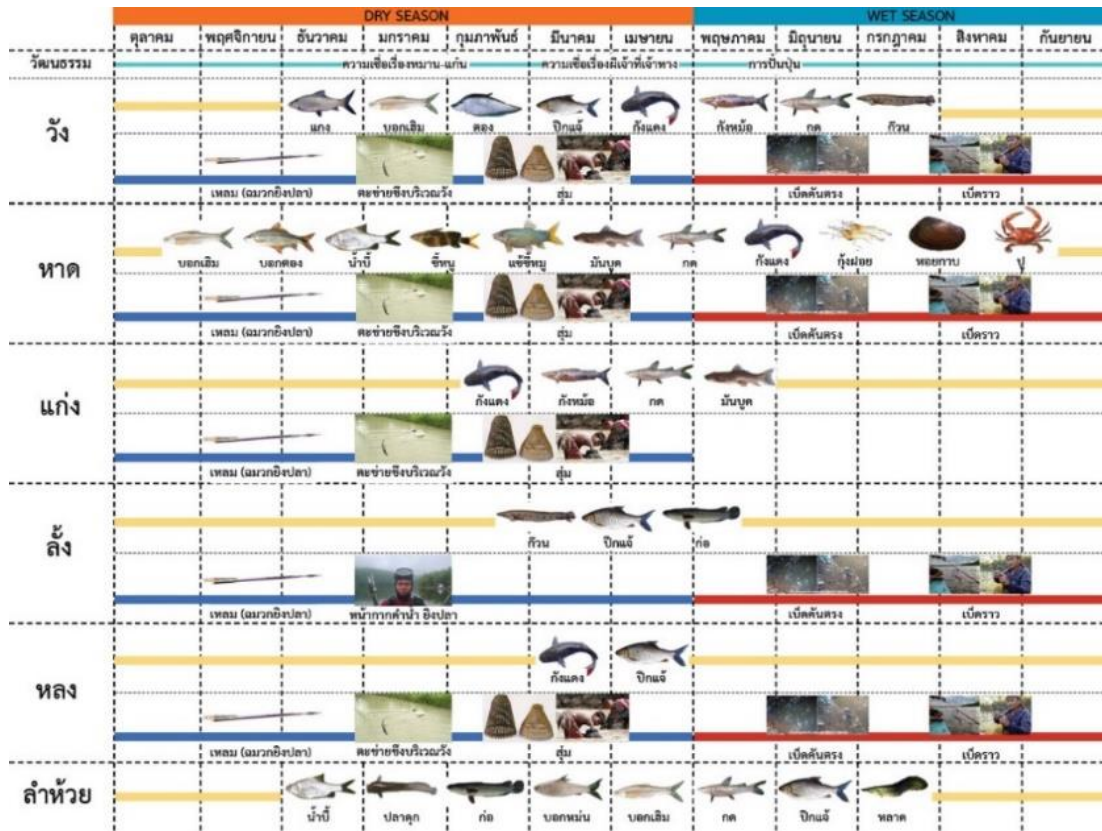 DRY SEASON WET SEASON
ตุลาคม พฤศจิกายน ธันวาคม มกราคม กุมภาพันธ์ มีนาคม เมษายน พฤษภาคม มิถุนายน กรกฎาคม สิงหาคม กันยายน
วัฒนธรรม ความเชื่อเรื่องหมาน-แก่น ความเชื่อเรื่องผีเจ้าที่เจ้าทาง การปันปุ่น
วัง
แกง บอกเฮิม ตอง ปีกแจ้ กังแดง กังหม้อ กด ก๊วน
เหลม (ฉมวกยิงปลา) ตะข่ายขึงบริเวณวัง สุ่ม เบ็ดคันตรง เบ็ดราว
หาด
บอกเฮิม บอกตอง น้ำบี้ ขี้หนู แข้ขี้หมู มันบูด กด กังแดง กุ้งฝอย หอยกาบ ปู
เหลม (ฉมวกยิงปลา) ตะข่ายขึงบริเวณวัง สุ่ม เบ็ดคันตรง เบ็ดราว
แก่ง
กังแดง กังหม้อ กด มันบูด
เหลม (ฉมวกยิงปลา) ตะข่ายขึงบริเวณวัง สุ่ม
ลั้ง
ก๊วน ปีกแจ้ ก่อ
เหลม (ฉมวกยิงปลา) หน้ากากดำน้ำ ยิงปลา เบ็ดคันตรง เบ็ดราว
หลง
กังแดง ปีกแจ้
เหลม (ฉมวกยิงปลา) ตะข่ายขึงบริเวณวัง สุ่ม เบ็ดคันตรง เบ็ดราว
ลำห้วย
น้ำบี้ ปลาดุก ก่อ บอกหม่น บอกเฮิม กด ปีกแจ้ หลาด